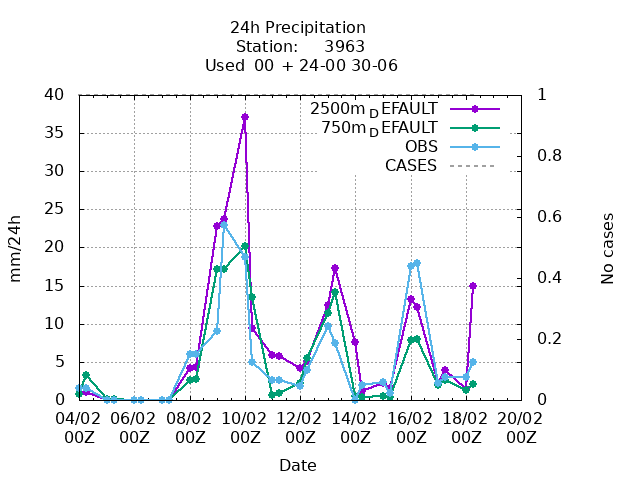 24h Precipitation
Station: 3963
Used 00 + 24-00 30-06
2500m_DEFAULT
750m_DEFAULT
OBS
CASES
40
35
30
25
20
15
10
5
0
1
0.8
0.6
0.4
0.2
0
mm/24h
No cases
04/02 06/02 08/02 10/02 12/02 14/02 16/02 18/02 20/02
00Z 00Z 00Z 00Z 00Z 00Z 00Z 00Z 00Z
Date